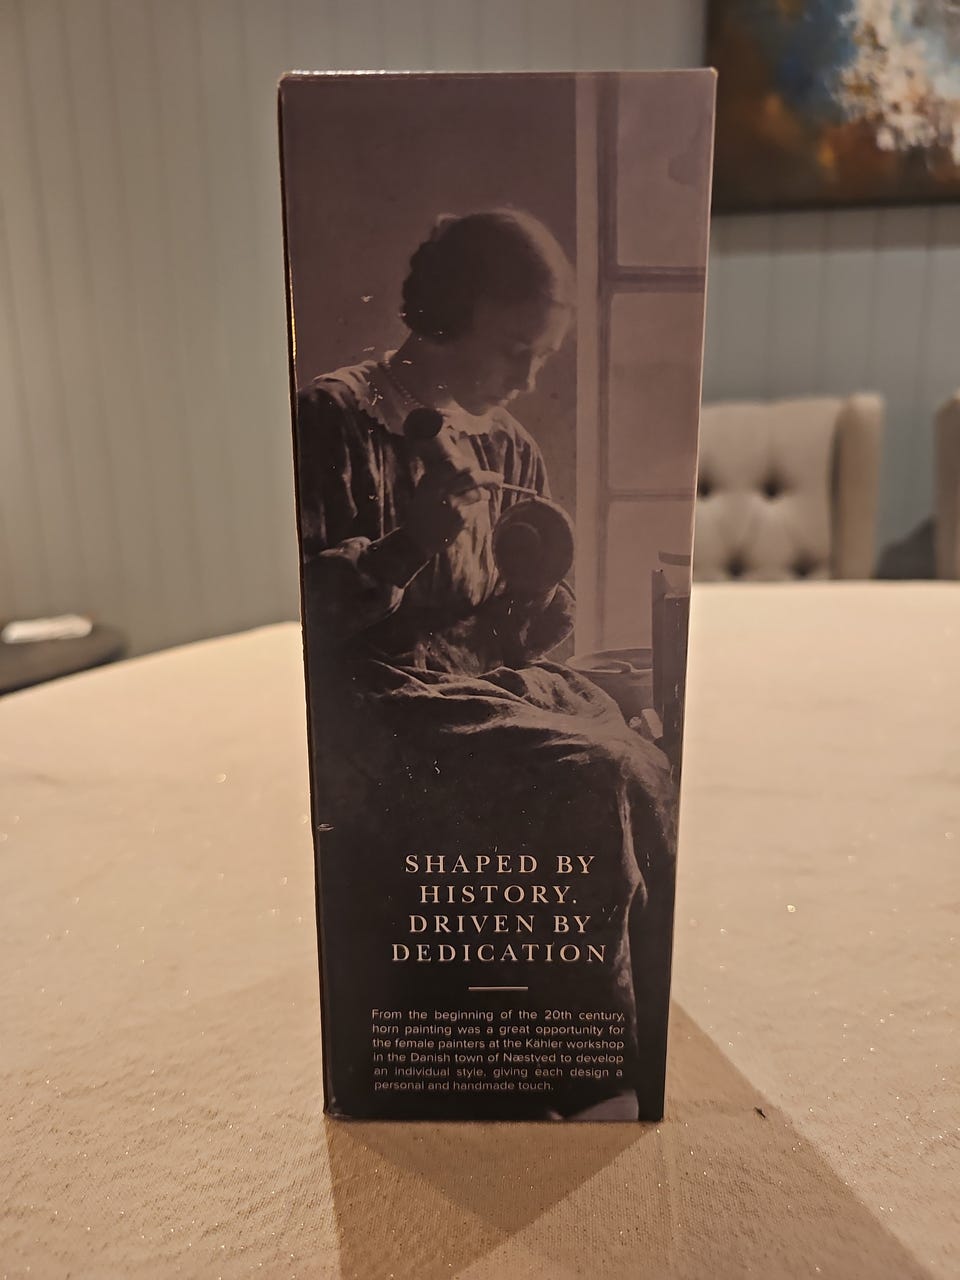 SHAPED BY
HISTORY.
DRIVEN BY
DEDICATION
From the beginning of the 20th century,
horn painting was a great opportunity for
the female painters at the Kähler workshop
in the Danish town of Næstved to develop
an individual style, giving each design a
personal and handmade touch.